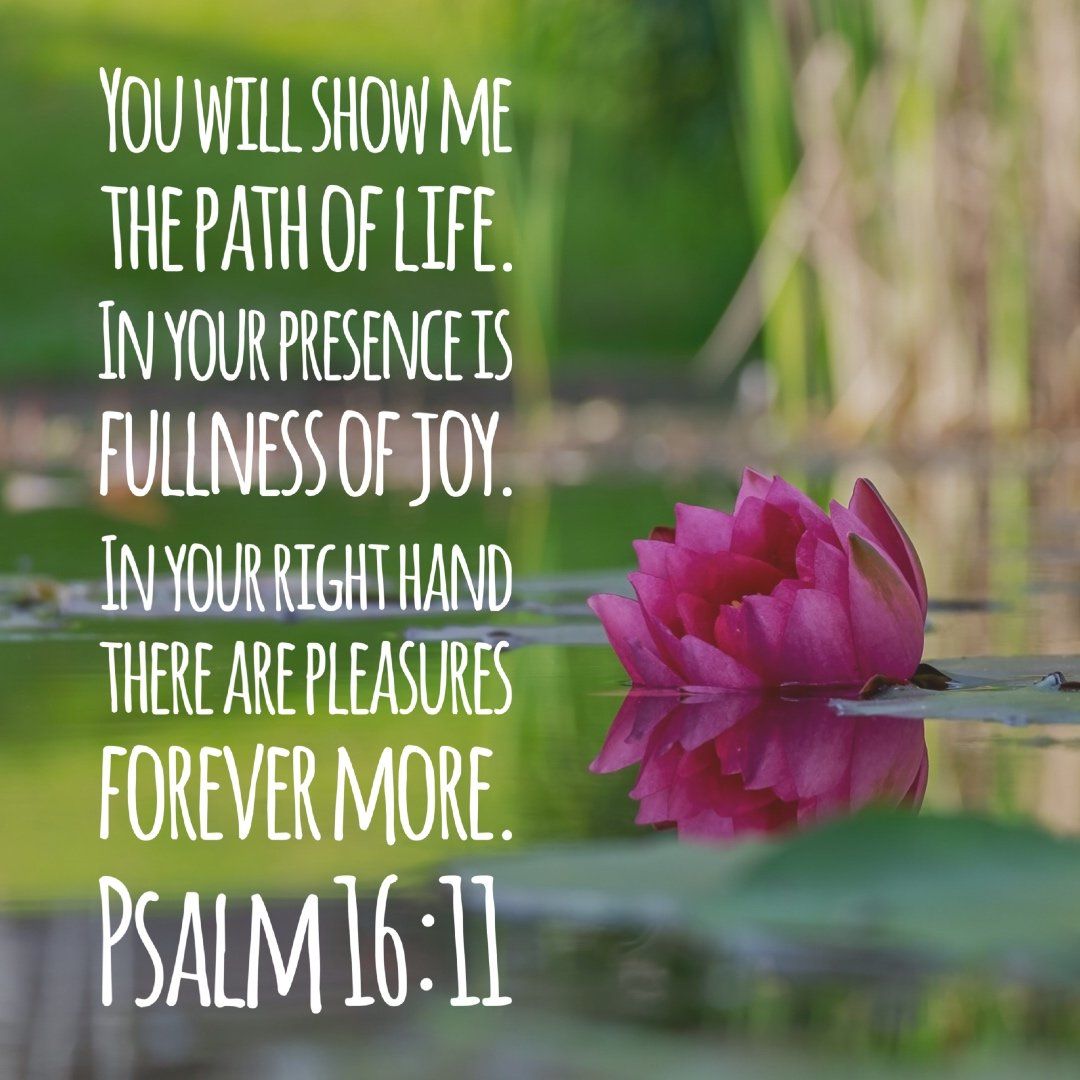 You will show me
the path of life.
In your presence is
fullness of joy.
In your right hand
there are pleasures
forever more.
Psalm 16:11